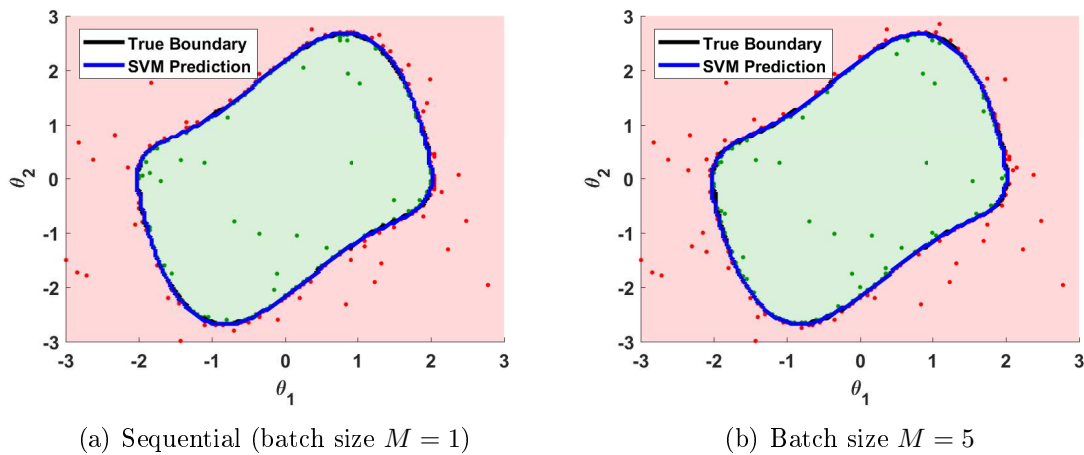 3
2
1
0
-1
-2
-3
θ2
True Boundary
SVM Prediction
-3 -2 -1 0 1 2 3
θ1
(a) Sequential (batch size M = 1)
3
2
1
0
-1
-2
-3
θ2
True Boundary
SVM Prediction
-3 -2 -1 0 1 2 3
θ1
(b) Batch size M = 5